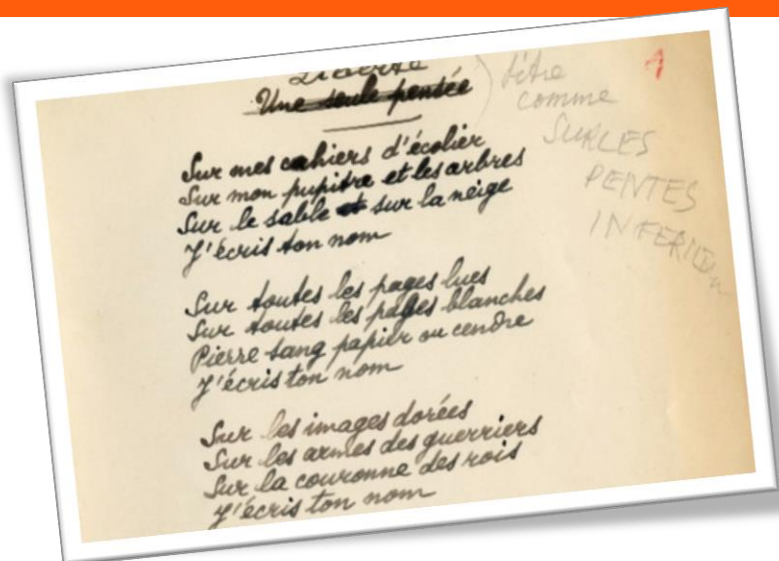 Liberté
Une seule pensée
titre
comme
SUR LES
PENTES
INFERIEU
1
Sur mes cahiers d'écolier
Sur mon pupitre et les arbres
Sur le sable et sur la neige
J'écris ton nom
Sur toutes les pages lues
Sur toutes les pages blanches
Pierre sang papier ou cendre
J'écris ton nom
Sur les images dorées
Sur les armes des guerriers
Sur la couronne des rois
J'écris ton nom